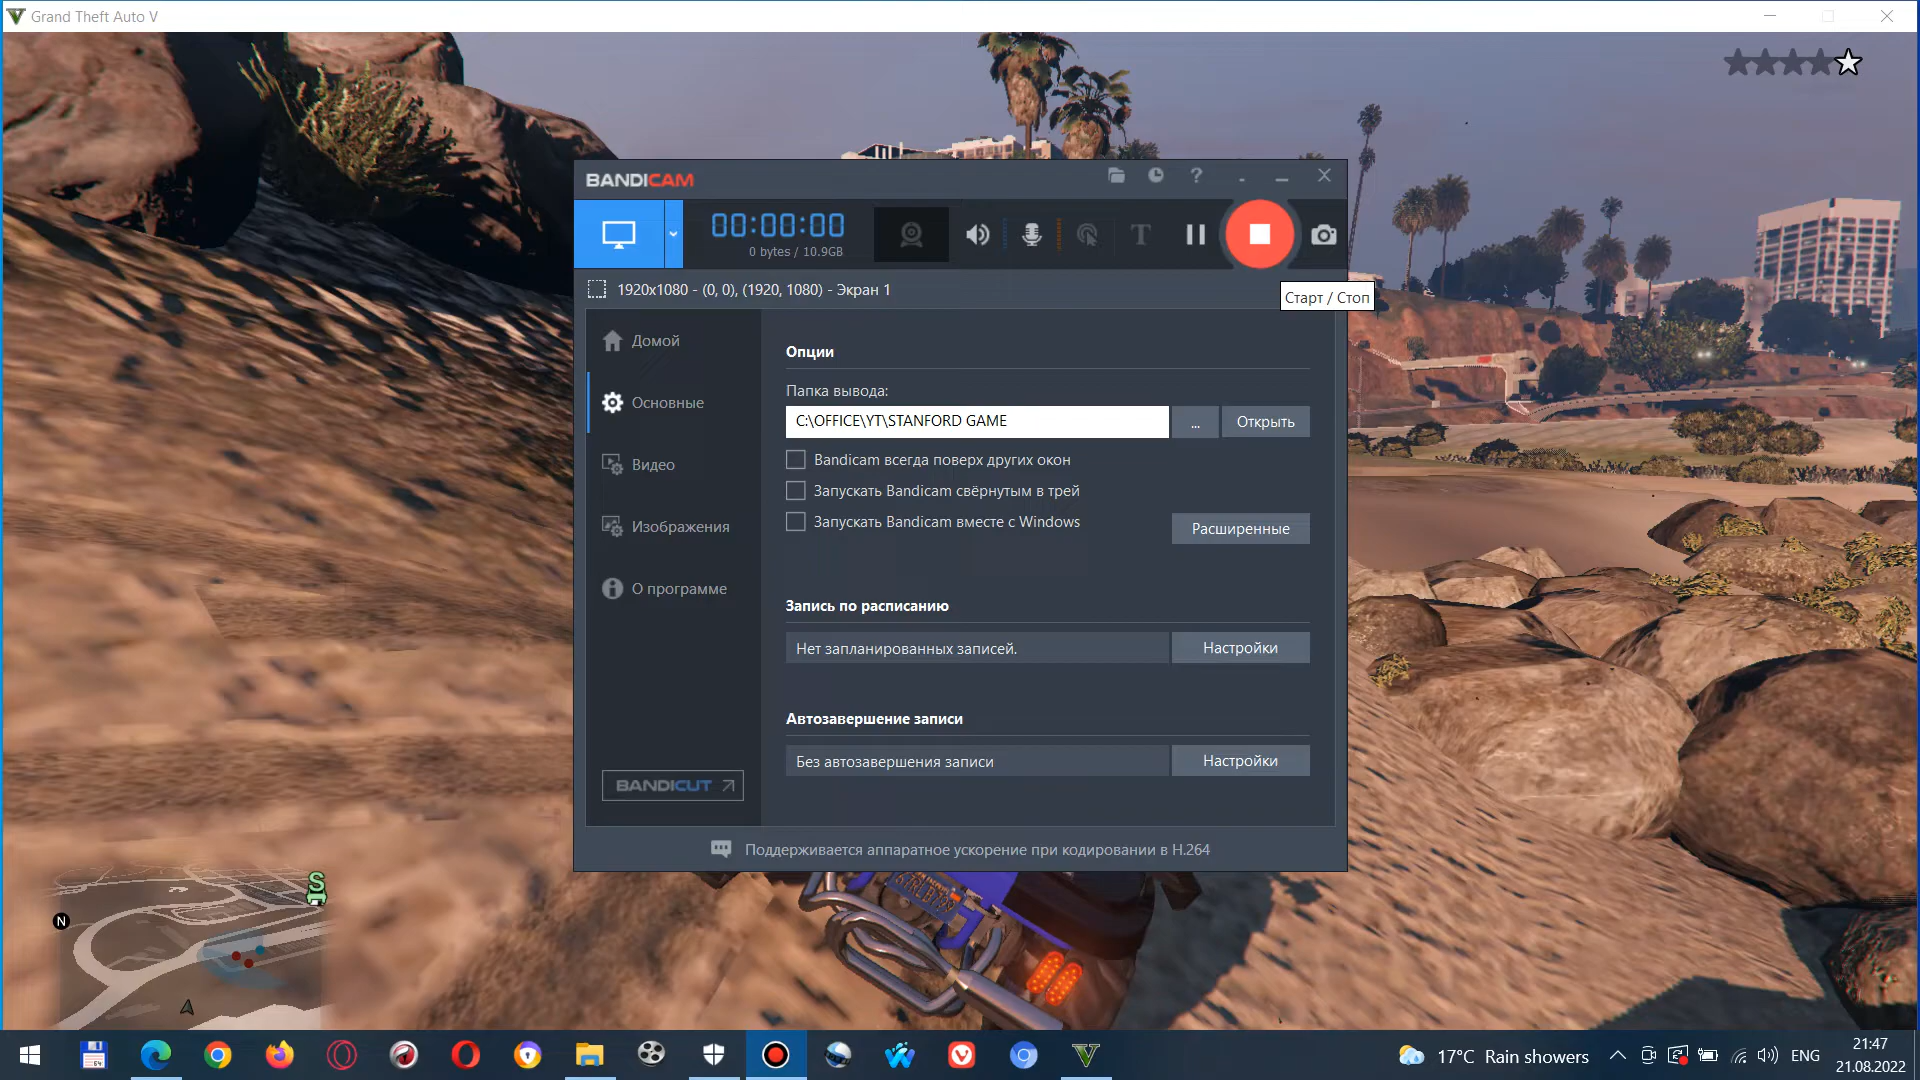 Grand Theft Auto V
BANDICAM
00:00:00
0 bytes / 10.9GB
1920x1080 - (0, 0), (1920, 1080) - Экран 1
Старт / Стоп
Домой
Основные
Видео
Изображения
О программе
BANDICUT
Опции
Папка вывода:
C:\OFFICE\YT\STANFORD GAME
...
Открыть
Bandicam всегда поверх других окон
Запускать Bandicam свёрнутым в трей
Запускать Bandicam вместе с Windows
Расширенные
Запись по расписанию
Нет запланированных записей.
Настройки
Автозавершение записи
Без автозавершения записи
Настройки
Поддерживается аппаратное ускорение при кодировании в H.264
S
N
17°C Rain showers
ENG
21:47
21.08.2022